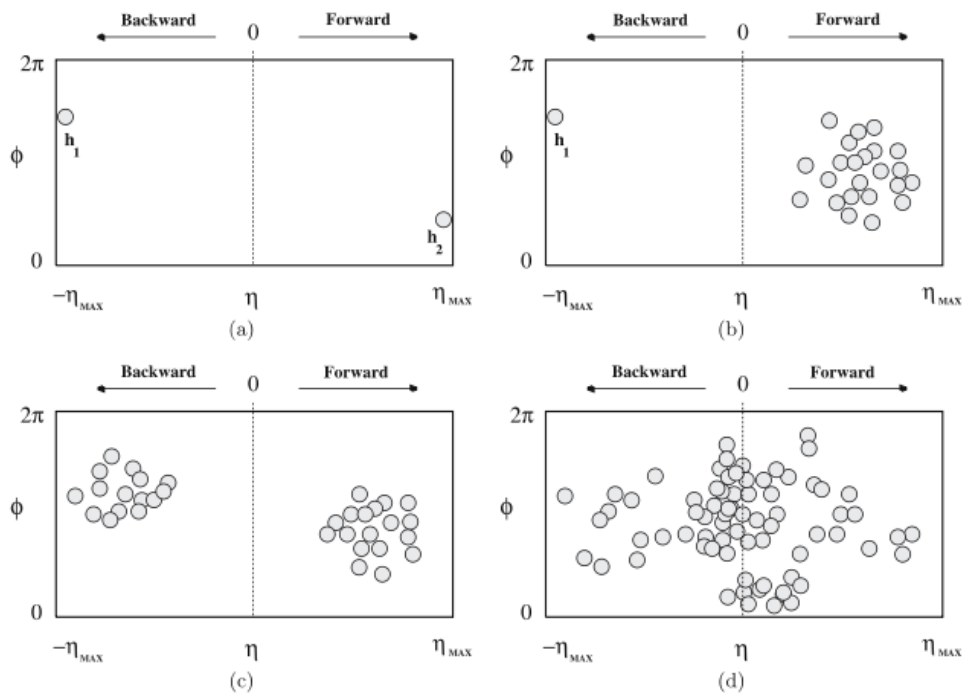 Backward 0 Forward
2π
h1
ϕ
h2
0
−ηMAX η ηMAX
(a)
Backward 0 Forward
2π
h1
ϕ
0
−ηMAX η ηMAX
(b)
Backward 0 Forward
2π
ϕ
0
−ηMAX η ηMAX
(c)
Backward 0 Forward
2π
ϕ
0
−ηMAX η ηMAX
(d)